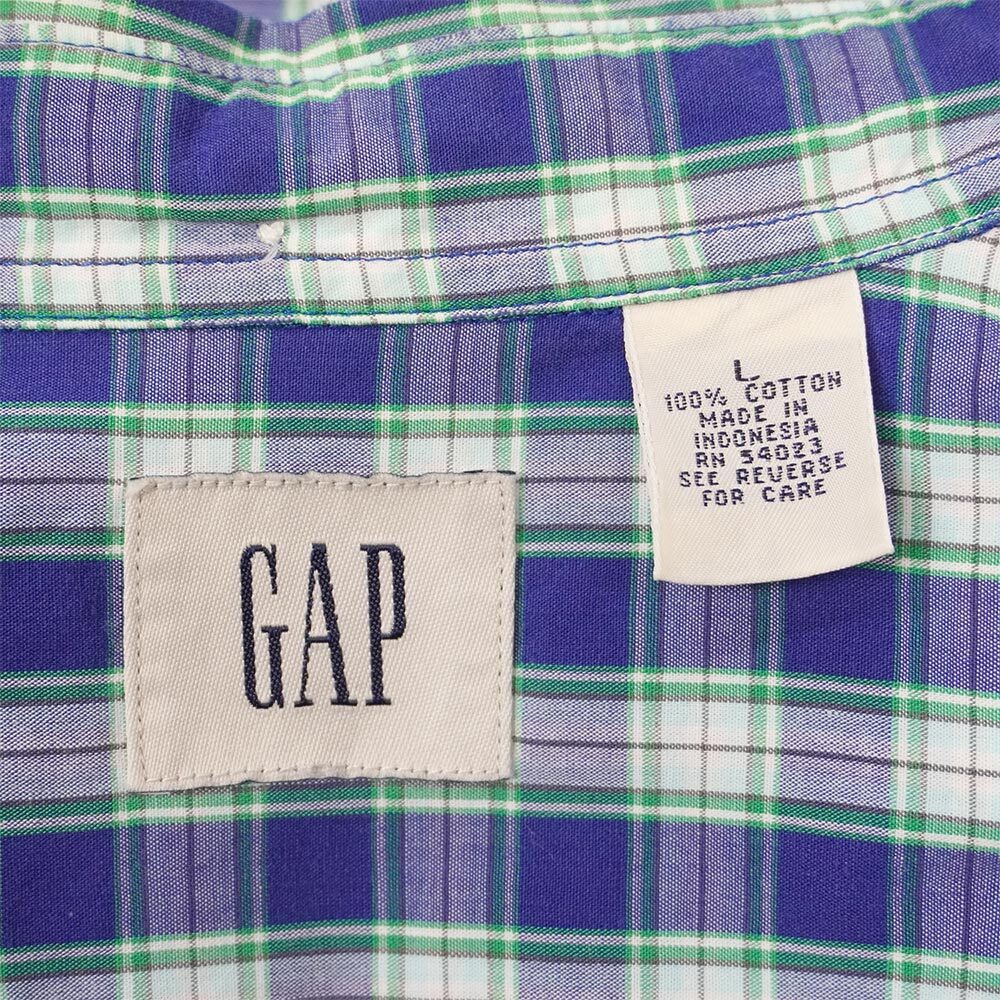 L
100% COTTON
MADE IN
INDONESIA
RN 54023
SEE REVERSE
FOR CARE
GAP